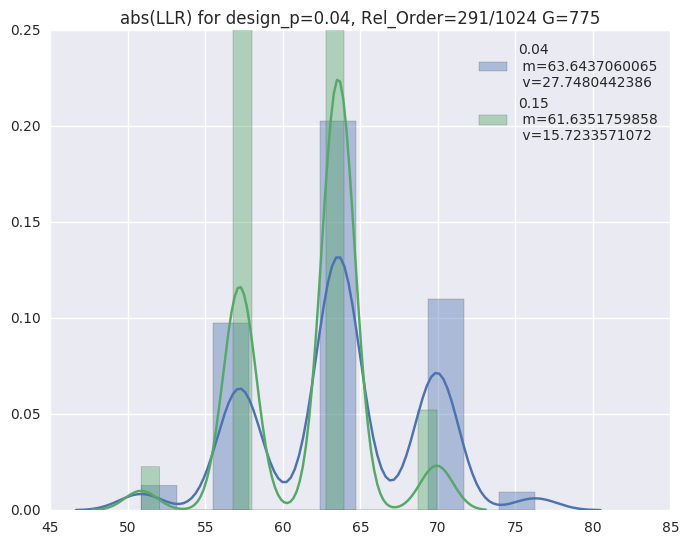 abs(LLR) for design_p=0.04, Rel_Order=291/1024 G=775
0.25
0.20
0.15
0.10
0.05
0.00
0.04
m=63.6437060065
v=27.7480442386
0.15
m=61.6351759858
v=15.7233571072
45 50 55 60 65 70 75 80 85